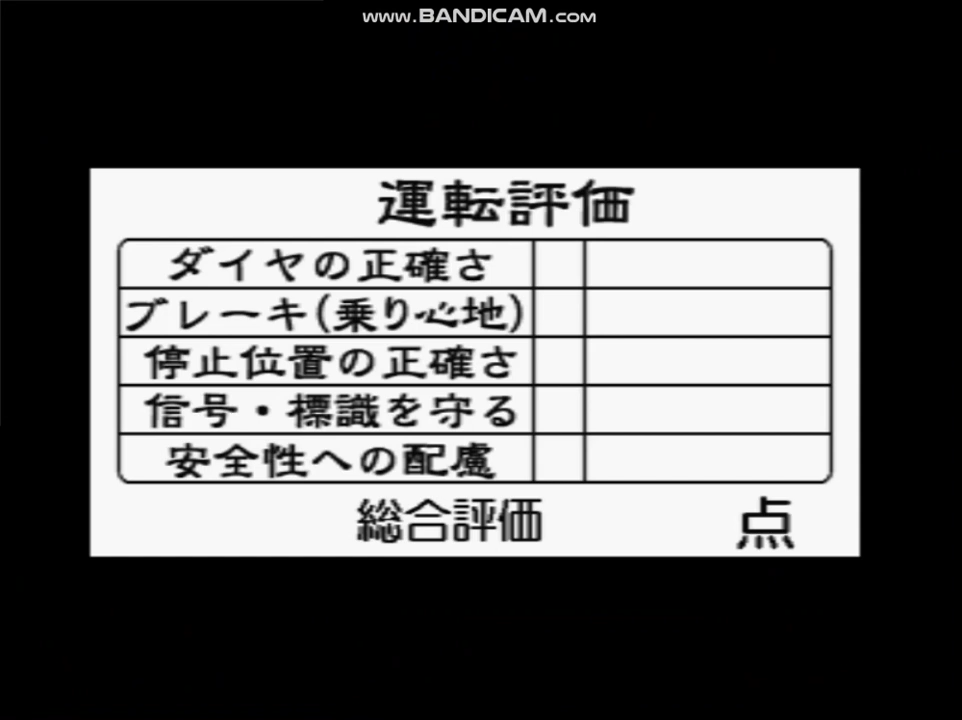 WWW.BANDICAM.COM
運転評価
ダイヤの正確さ
ブレーキ(乗り心地)
停止位置の正確さ
信号・標識を守る
安全性への配慮
総合評価 点